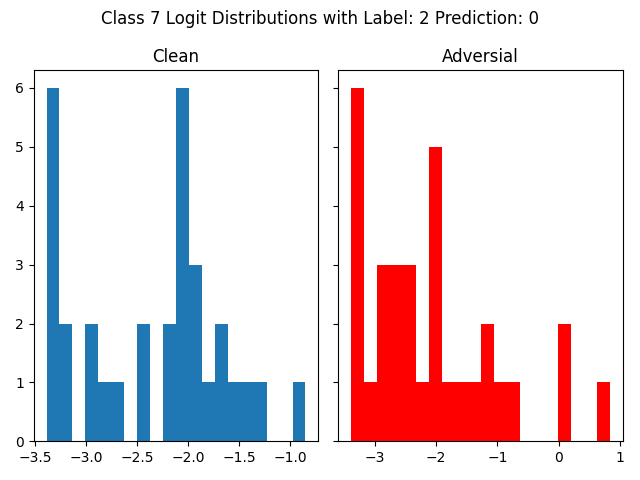 Class 7 Logit Distributions with Label: 2 Prediction: 0
Clean
Adversial
6
5
4
3
2
1
0
−3.5 −3.0 −2.5 −2.0 −1.5 −1.0
−3 −2 −1 0 1